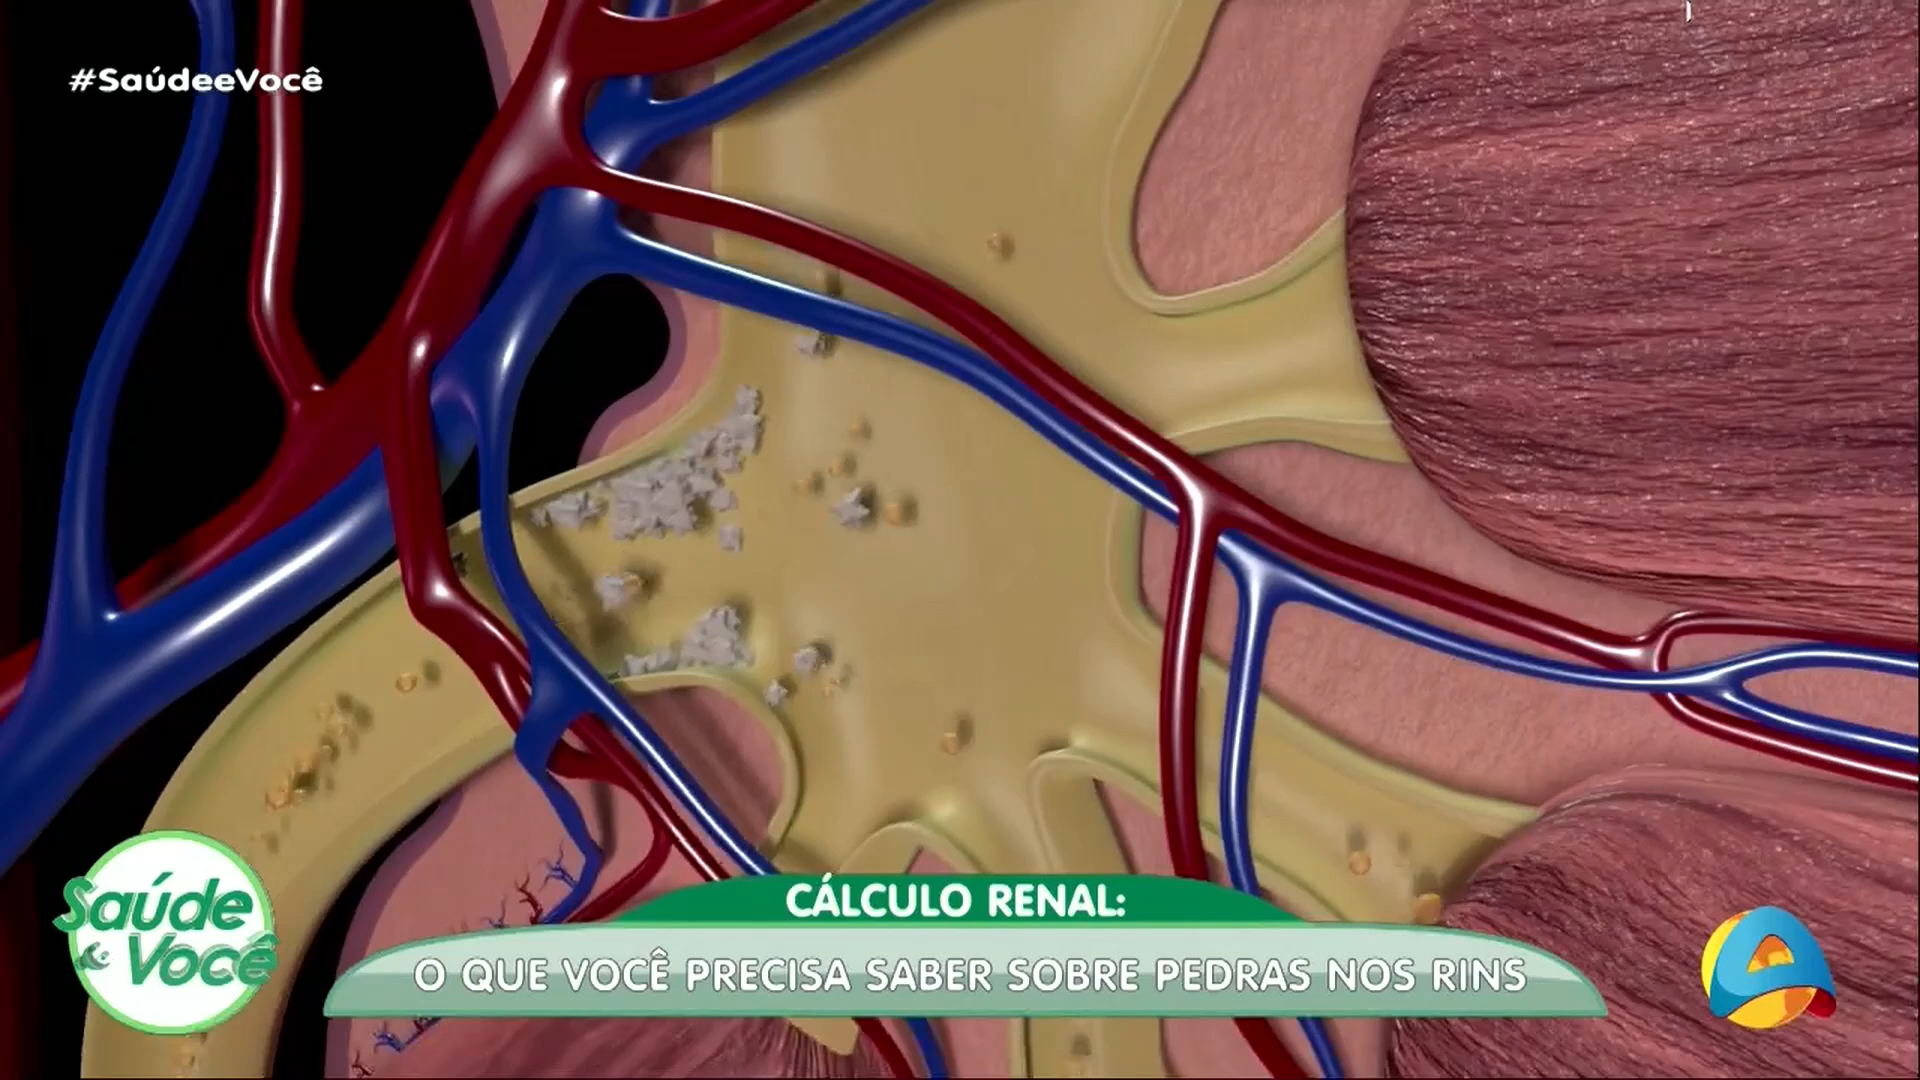 #SaúdeeVocê
CÁLCULO RENAL:
O QUE VOCÊ PRECISA SABER SOBRE PEDRAS NOS RINS
Saúde
e Você